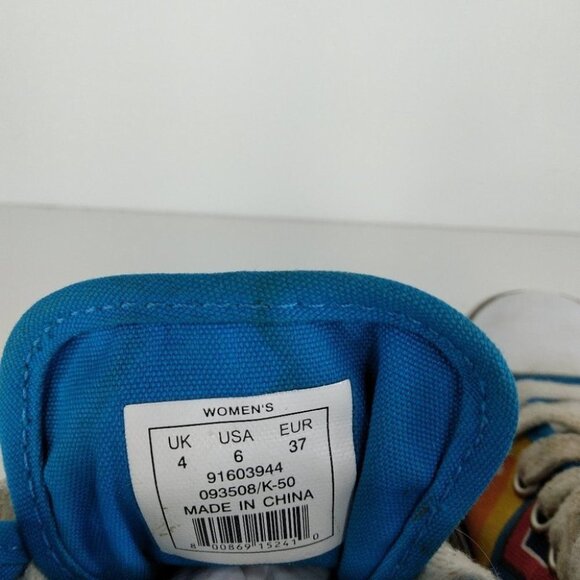 WOMEN'S
UK USA EUR
4 6 37
91603944
093508/K-50
MADE IN CHINA
8 00869 15241 0